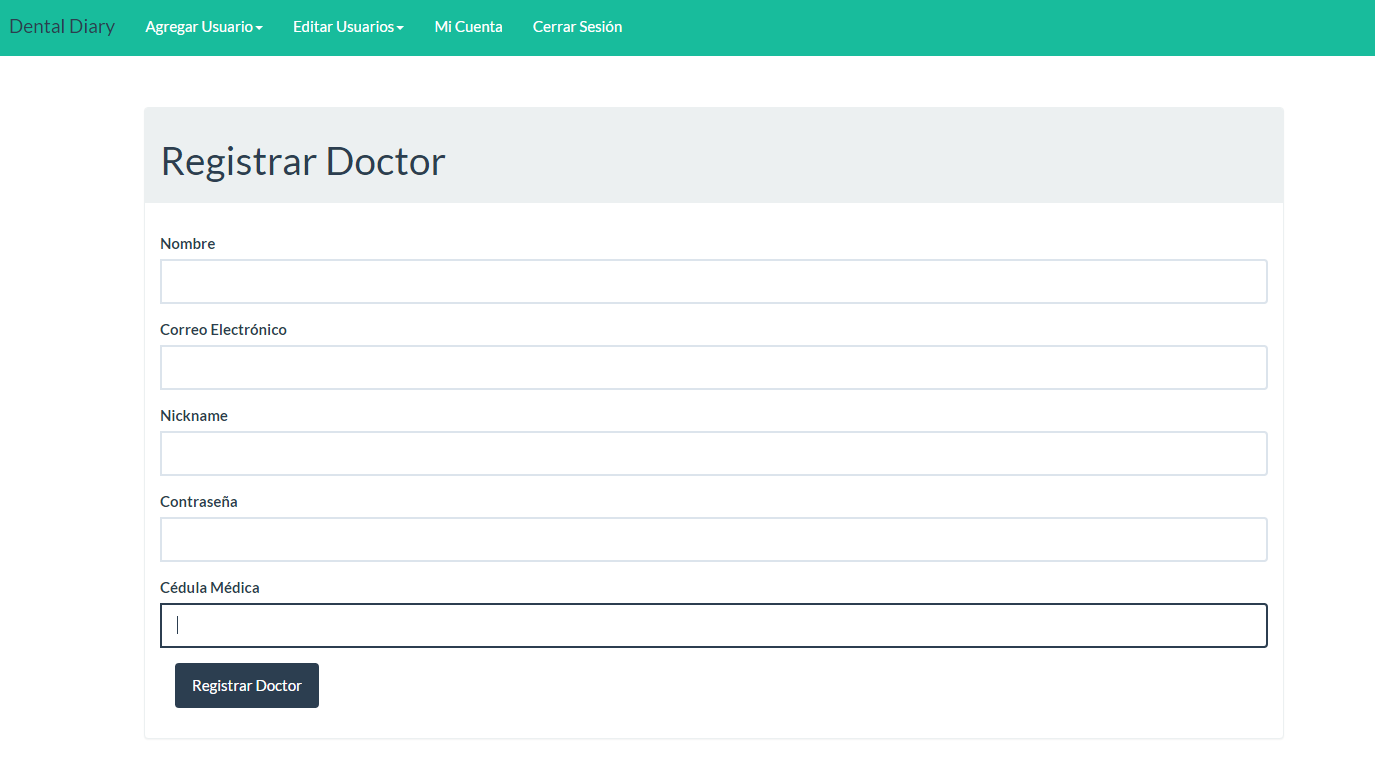 Dental Diary Agregar Usuario Editar Usuarios Mi Cuenta Cerrar Sesión
Registrar Doctor
Nombre
Correo Electrónico
Nickname
Contraseña
Cédula Médica
Registrar Doctor